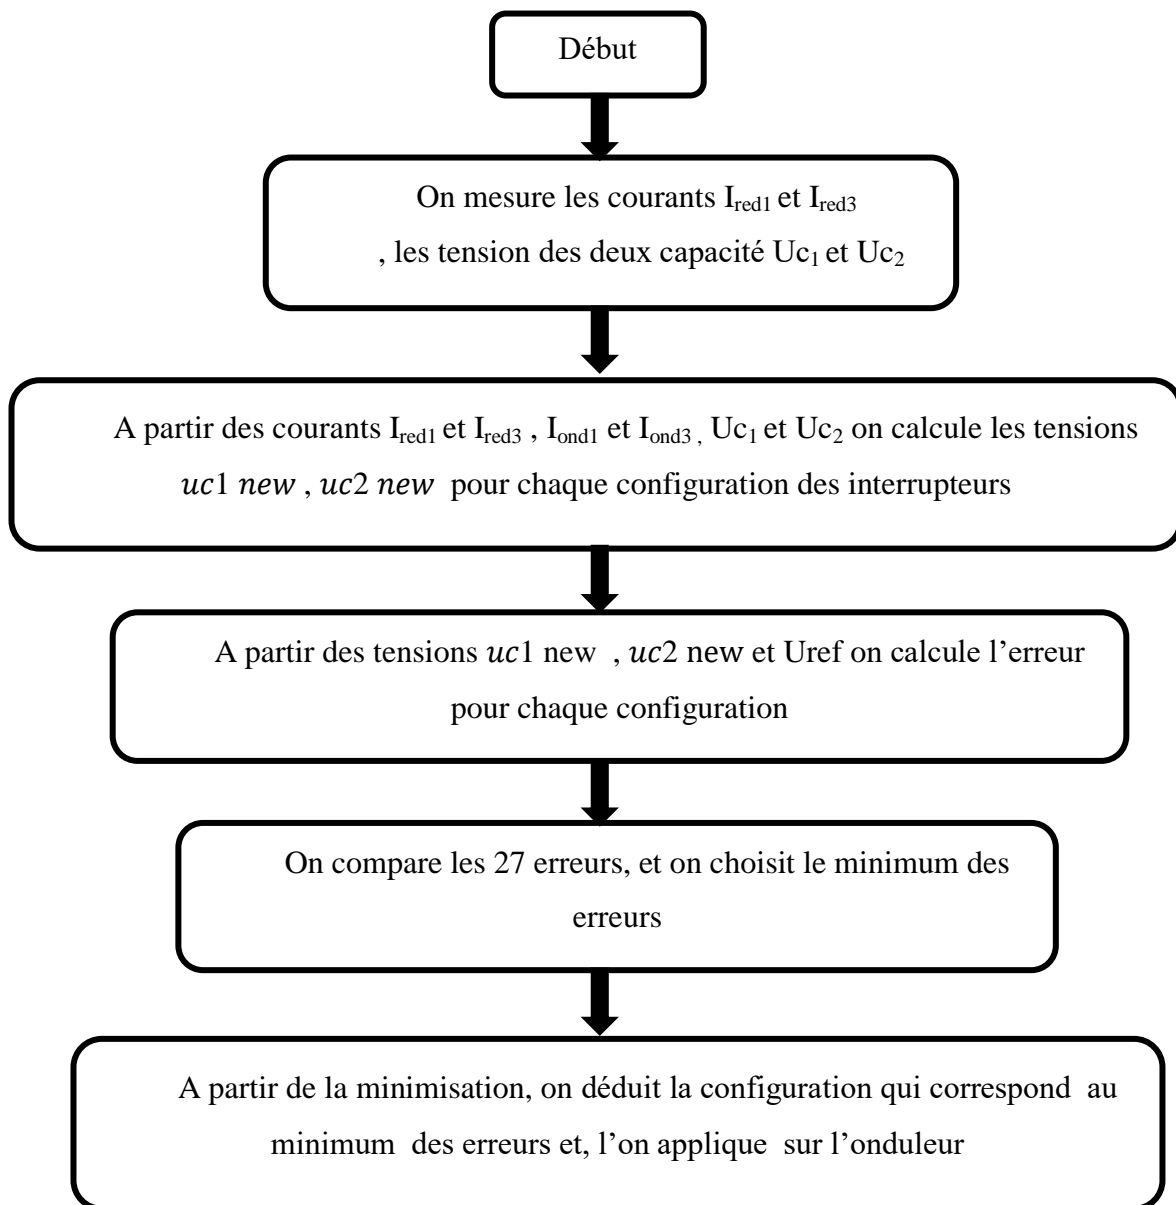 Début
On mesure les courants Ired1 et Ired3
, les tension des deux capacité Uc1 et Uc2
A partir des courants Ired1 et Ired3 , Iond1 et Iond3 , Uc1 et Uc2 on calcule les tensions
uc1 new , uc2 new pour chaque configuration des interrupteurs
A partir des tensions uc1 new , uc2 new et Uref on calcule l’erreur
pour chaque configuration
On compare les 27 erreurs, et on choisit le minimum des
erreurs
A partir de la minimisation, on déduit la configuration qui correspond au
minimum des erreurs et, l’on applique sur l’onduleur